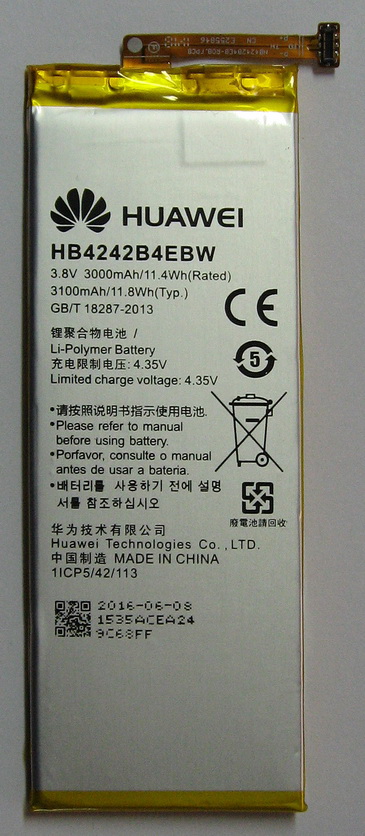 HUAWEI
HB4242B4EBW
3.8V 3000mAh/11.4Wh(Rated)
3100mAh/11.8Wh(Typ.)
GB/T 18287-2013
CE
锂聚合物电池 /
Li-Polymer Battery
充电限制电压: 4.35V
Limited charge voltage: 4.35V
5
•请按照说明书指示使用电池.
•Please refer to manual
before using battery.
•Porfavor, consulte o manual
antes de usar a bateria.
•배터리를 사용하기 전에 설명
서를 참조하십시오
廢電池請回收
华为技术有限公司
Huawei Technologies Co.,LTD.
中国制造 MADE IN CHINA
1ICP5/42/113
2016-06-08
1535ACEA24
9C68FF